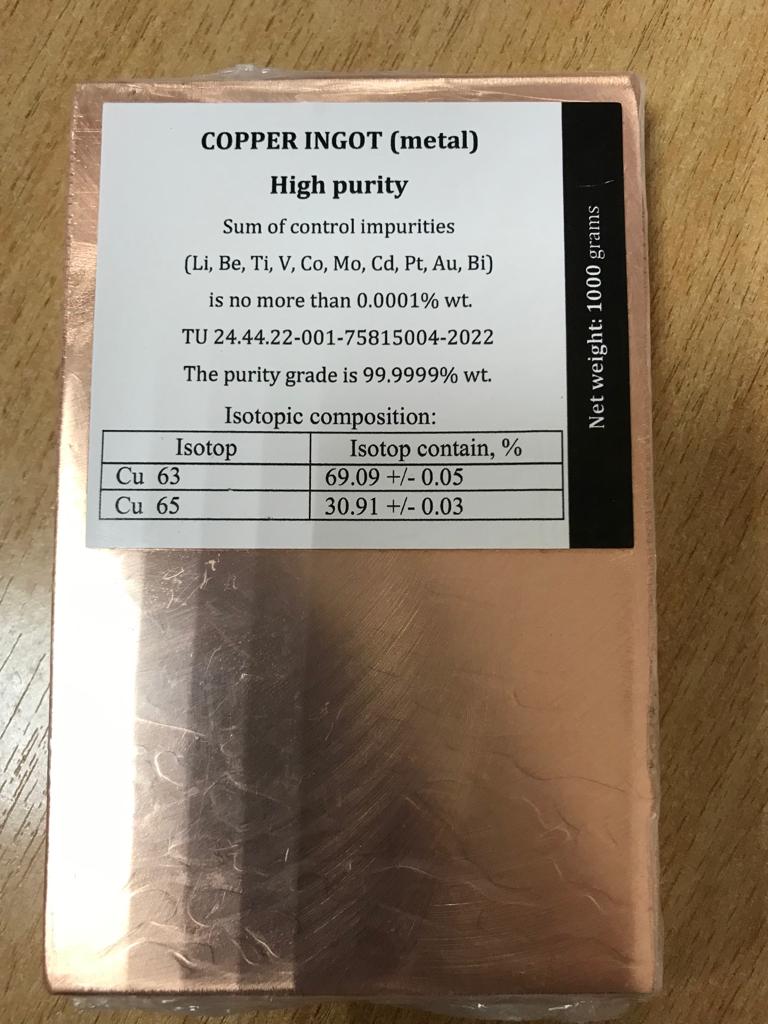 COPPER INGOT (metal)
High purity
Sum of control impurities
(Li, Be, Ti, V, Co, Mo, Cd, Pt, Au, Bi)
is no more than 0.0001% wt.
TU 24.44.22-001-75815004-2022
The purity grade is 99.9999% wt.
Isotopic composition:
Isotop Isotop contain, %
Cu 63 69.09 +/- 0.05
Cu 65 30.91 +/- 0.03
Net weight: 1000 grams